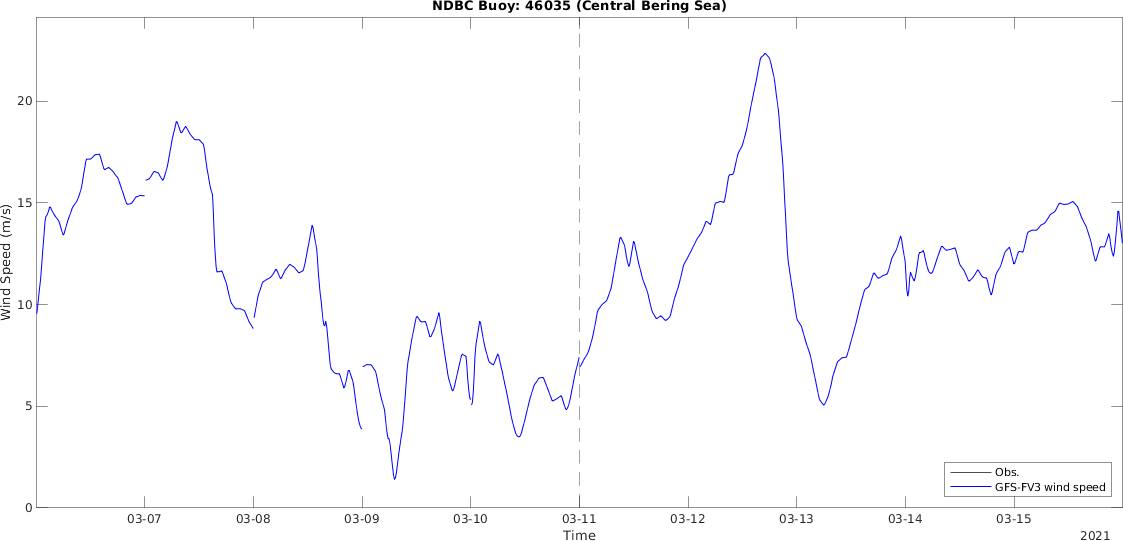 NDBC Buoy: 46035 (Central Bering Sea)
20
15
10
5
0
Wind Speed (m/s)
Obs.
GFS-FV3 wind speed
03-07 03-08 03-09 03-10 03-11 03-12 03-13 03-14 03-15
Time
2021